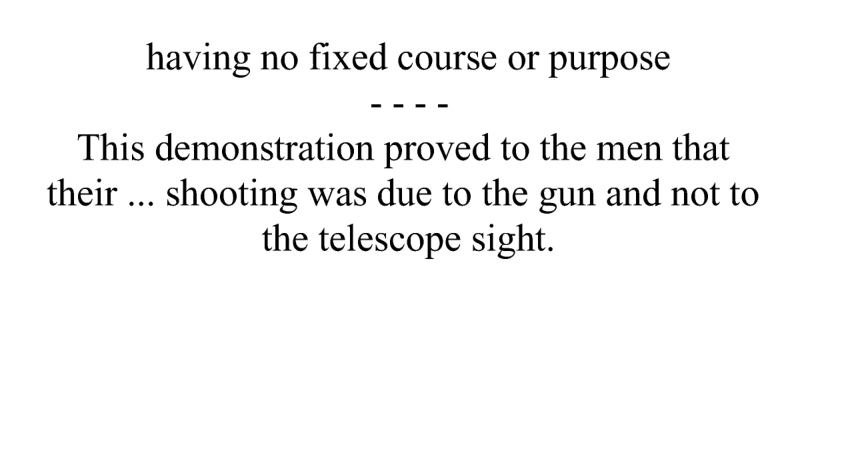 having no fixed course or purpose
- - - -
This demonstration proved to the men that
their ... shooting was due to the gun and not to
the telescope sight.